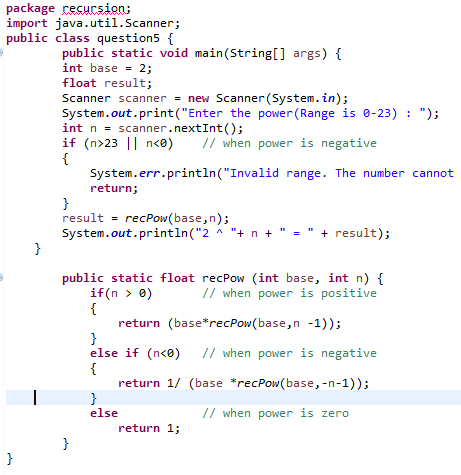 package recursion;
import java.util.Scanner;
public class question5 {
public static void main(String[] args) {
int base = 2;
float result;
Scanner scanner = new Scanner(System.in);
System.out.print("Enter the power(Range is 0-23) : ");
int n = scanner.nextInt();
if (n>23 || n<0)    // when power is negative
{
System.err.println("Invalid range. The number cannot
return;
}
result = recPow(base,n);
System.out.println("2 ^ "+ n + " = " + result);
}
public static float recPow (int base, int n) {
if(n > 0)       // when power is positive
{
return (base*recPow(base,n -1));
}
else if (n<0)   // when power is negative
{
return 1/ (base *recPow(base,-n-1));
}
else            // when power is zero
return 1;
}
}